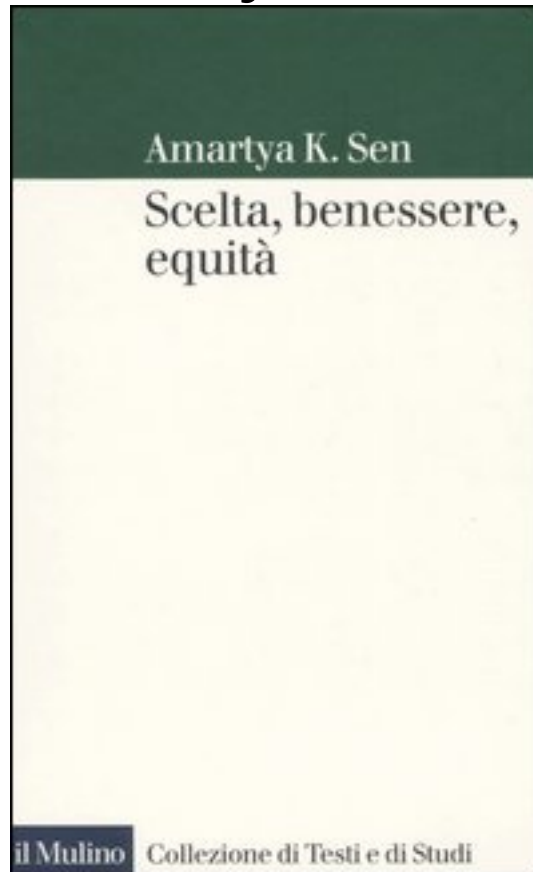 Amartya K. Sen
Scelta, benessere,
equità
il Mulino Collezione di Testi e di Studi